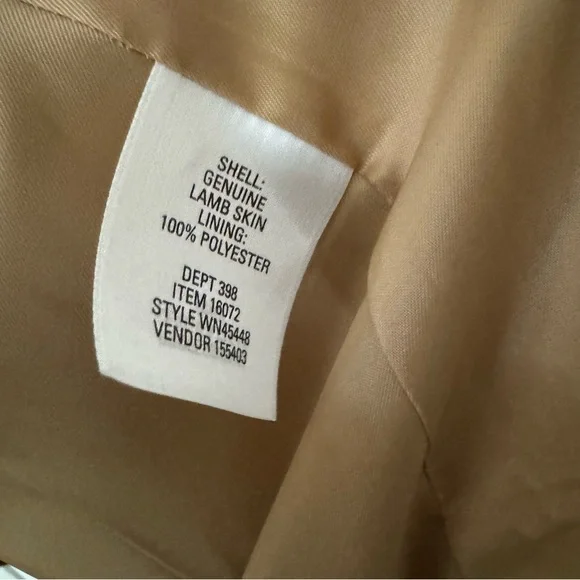 SHELL:
GENUINE
LAMB SKIN
LINING:
100% POLYESTER
DEPT 398
ITEM 16072
STYLE WN45448
VENDOR 155403